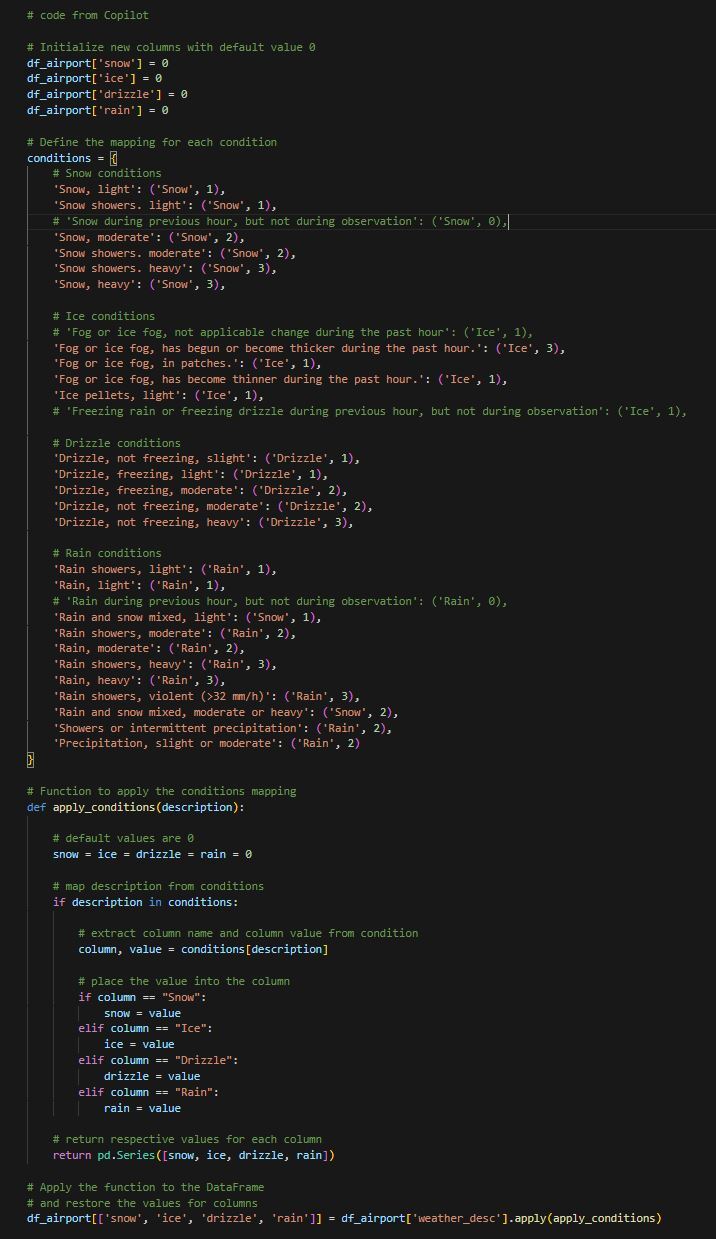 # code from Copilot
# Initialize new columns with default value 0
df_airport['snow'] = 0
df_airport['ice'] = 0
df_airport['drizzle'] = 0
df_airport['rain'] = 0
# Define the mapping for each condition
conditions = {
# Snow conditions
'Snow, light': ('Snow', 1),
'Snow showers. light': ('Snow', 1),
# 'Snow during previous hour, but not during observation': ('Snow', 0),
'Snow, moderate': ('Snow', 2),
'Snow showers. moderate': ('Snow', 2),
'Snow showers. heavy': ('Snow', 3),
'Snow, heavy': ('Snow', 3),
# Ice conditions
# 'Fog or ice fog, not applicable change during the past hour': ('Ice', 1),
'Fog or ice fog, has begun or become thicker during the past hour.': ('Ice', 3),
'Fog or ice fog, in patches.': ('Ice', 1),
'Fog or ice fog, has become thinner during the past hour.': ('Ice', 1),
'Ice pellets, light': ('Ice', 1),
# 'Freezing rain or freezing drizzle during previous hour, but not during observation': ('Ice', 1),
# Drizzle conditions
'Drizzle, not freezing, slight': ('Drizzle', 1),
'Drizzle, freezing, light': ('Drizzle', 1),
'Drizzle, freezing, moderate': ('Drizzle', 2),
'Drizzle, not freezing, moderate': ('Drizzle', 2),
'Drizzle, not freezing, heavy': ('Drizzle', 3),
# Rain conditions
'Rain showers, light': ('Rain', 1),
'Rain, light': ('Rain', 1),
# 'Rain during previous hour, but not during observation': ('Rain', 0),
'Rain and snow mixed, light': ('Snow', 1),
'Rain showers, moderate': ('Rain', 2),
'Rain, moderate': ('Rain', 2),
'Rain showers, heavy': ('Rain', 3),
'Rain, heavy': ('Rain', 3),
'Rain showers, violent (>32 mm/h)': ('Rain', 3),
'Rain and snow mixed, moderate or heavy': ('Snow', 2),
'Showers or intermittent precipitation': ('Rain', 2),
'Precipitation, slight or moderate': ('Rain', 2)
}
# Function to apply the conditions mapping
def apply_conditions(description):
# default values are 0
snow = ice = drizzle = rain = 0
# map description from conditions
if description in conditions:
# extract column name and column value from condition
column, value = conditions[description]
# place the value into the column
if column == "Snow":
snow = value
elif column == "Ice":
ice = value
elif column == "Drizzle":
drizzle = value
elif column == "Rain":
rain = value
# return respective values for each column
return pd.Series([snow, ice, drizzle, rain])
# Apply the function to the DataFrame
# and restore the values for columns
df_airport[['snow', 'ice', 'drizzle', 'rain']] = df_airport['weather_desc'].apply(apply_conditions)